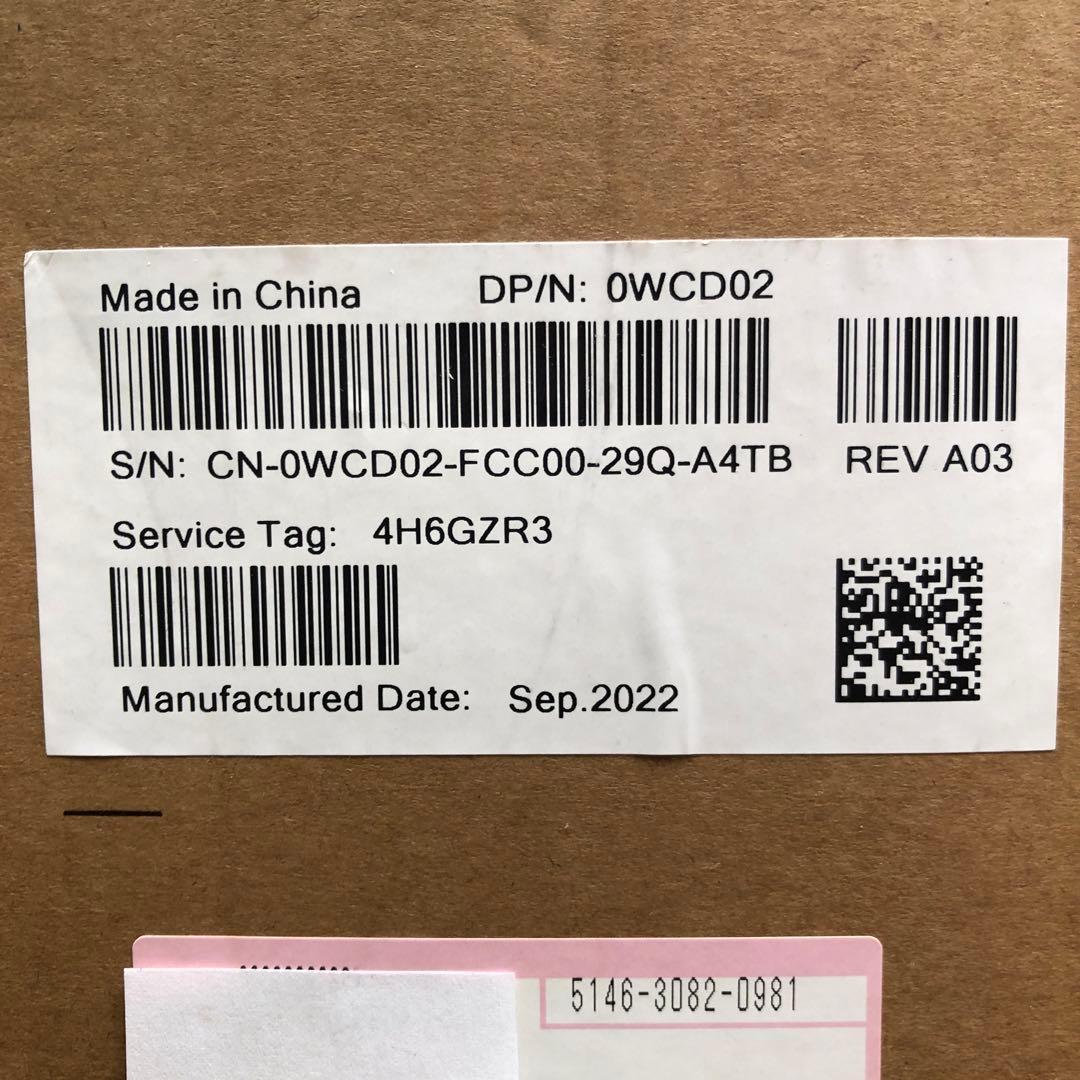 Made in China DP/N: 0WCD02
S/N: CN-0WCD02-FCC00-29Q-A4TB REV A03
Service Tag: 4H6GZR3
Manufactured Date: Sep.2022
5146-3082-0981